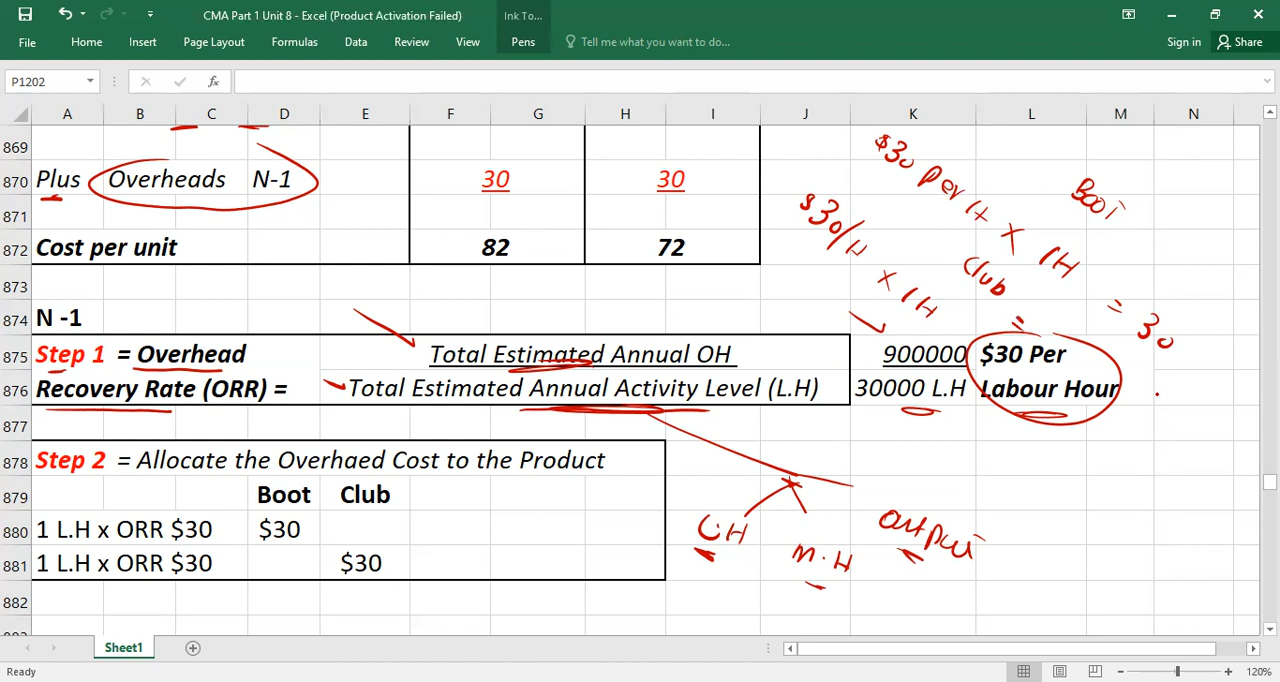 CMA Part 1 Unit 8 - Excel (Product Activation Failed)
Ink To...
File Home Insert Page Layout Formulas Data Review View Pens Tell me what you want to do... Sign in Share
P1202 fx
A B C D E F G H I J K L M N
869
870 Plus Overheads N-1 30 30
871
872 Cost per unit 82 72
873
874 N -1
875 Step 1 = Overhead Total Estimated Annual OH 900000 $30 Per
876 Recovery Rate (ORR) = Total Estimated Annual Activity Level (L.H) 30000 L.H Labour Hour
877
878 Step 2 = Allocate the Overhaed Cost to the Product
879 Boot Club
880 1 L.H x ORR $30 $30
881 1 L.H x ORR $30 $30
882
$30 per H x 1H = 30
Boot
$30/H x 1H =
Club
L.H
M.H
output
Sheet1
Ready
120%